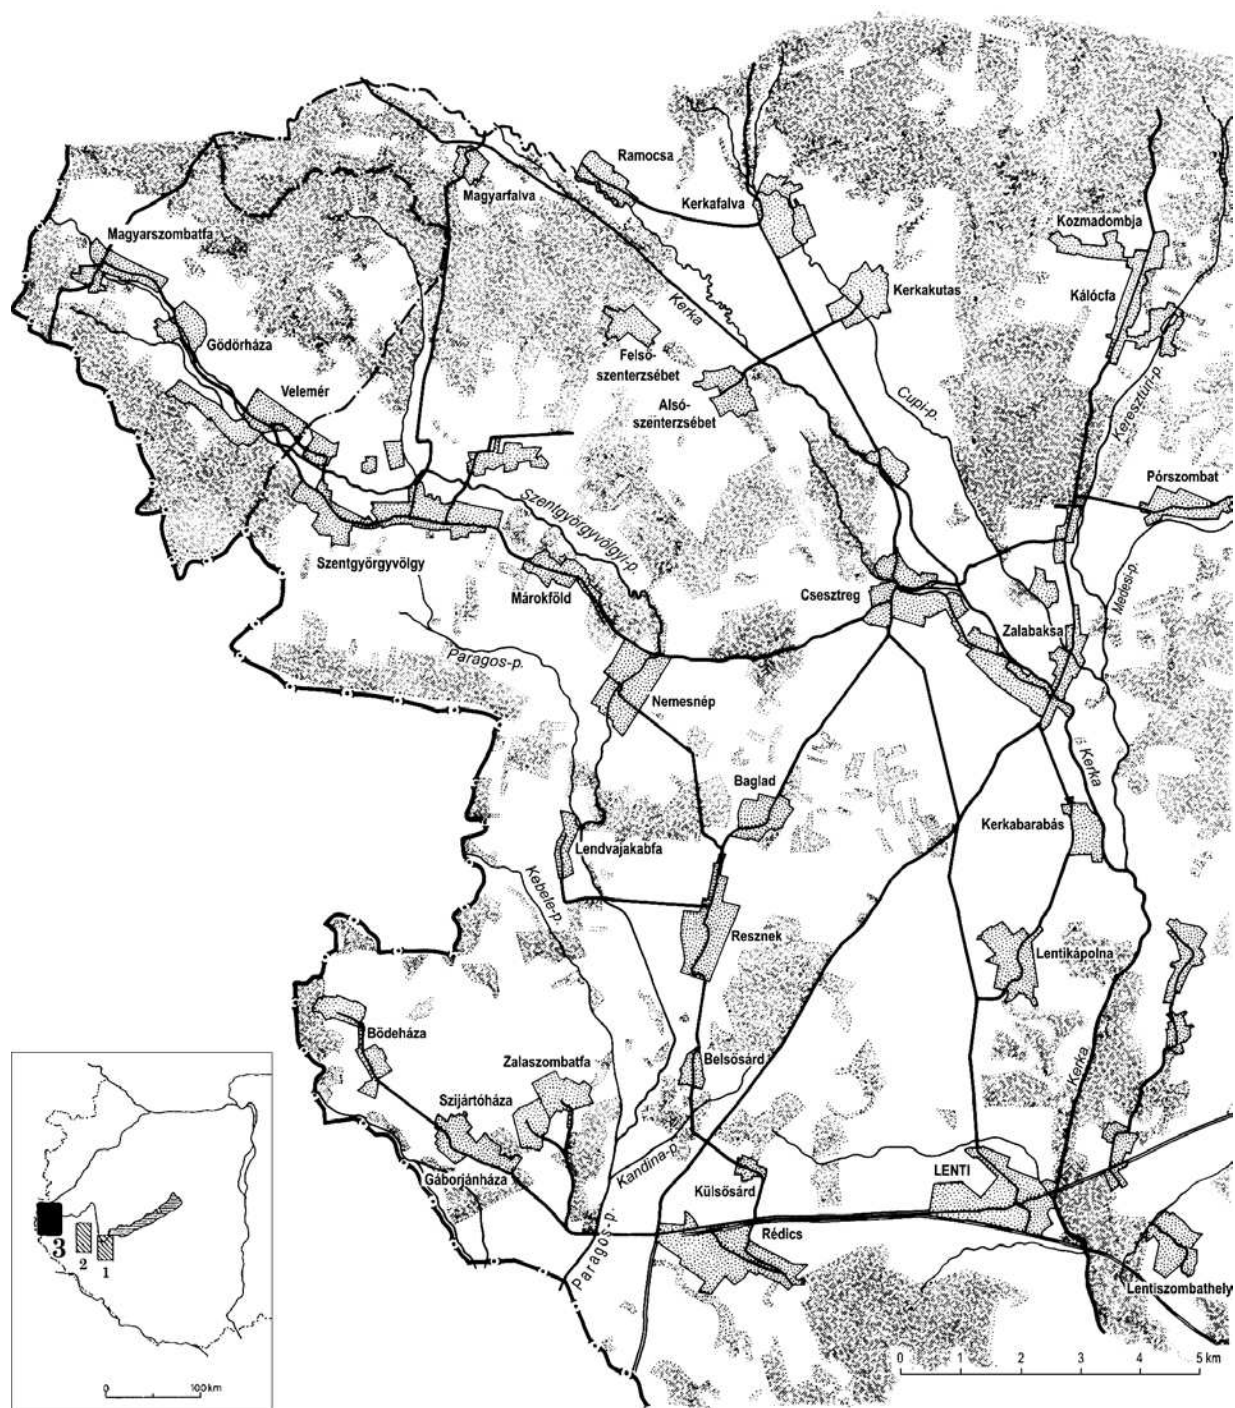 Ramocsa
Magyarfalva
Kerkafalva
Kozmadombja
Magyarszombatfa
Kerkakutas
Kálócfa
Kerka
Gödörháza
Felső-
szenterzsébet
Velemér
Cupi-p.
Keresztúri-p.
Alsó-
szenterzsébet
Pórszombat
Szentgyörgyvölgyi-p.
Szentgyörgyvölgy
Márokföld
Csesztreg
Medesi-p.
Zalabaksa
Paragos-p.
Nemesnép
Kerka
Baglad
Kerkabarabás
Lendvajakabfa
Kebele-p.
Resznek
Lentikápolna
Bödeháza
Zalaszombatfa
Belsősárd
Kerka
Szijártóháza
Kandina-p.
Gáborjánháza
Külsősárd
LENTI
Rédics
Paragos-p.
Lentiszombathely
3
2
1
0 100 km
0 1 2 3 4 5 km